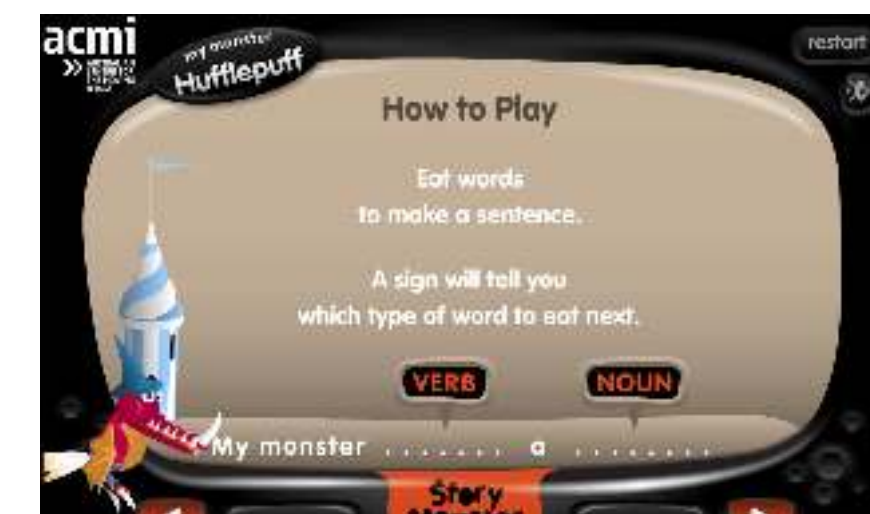 acmi
my monster
Hufflepuff
restart
How to Play
Eat words
to make a sentence.
A sign will tell you
which type of word to eat next.
VERB NOUN
My monster ....... a ........
Story